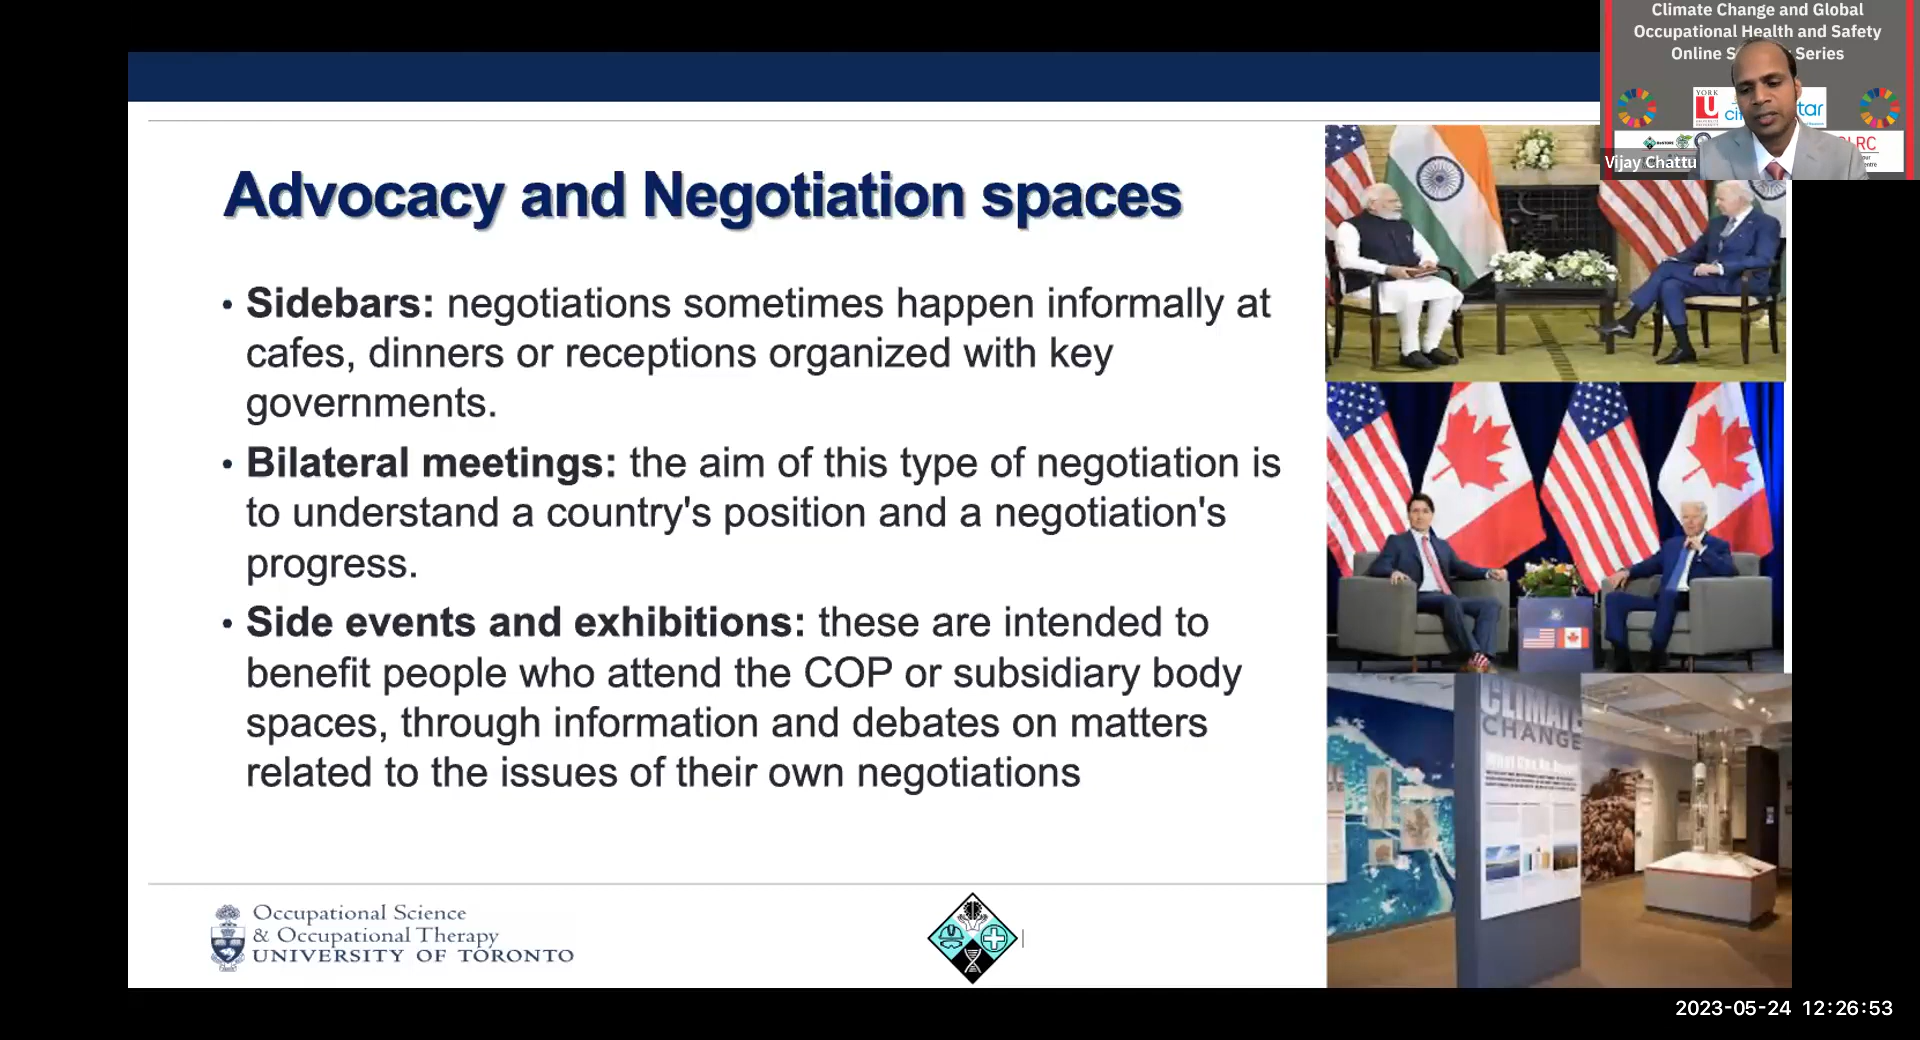 Climate Change and Global
Occupational Health and Safety
Online S Series
YORK
U
tar
Vijay Chattu
Advocacy and Negotiation spaces
• Sidebars: negotiations sometimes happen informally at
cafes, dinners or receptions organized with key
governments.
• Bilateral meetings: the aim of this type of negotiation is
to understand a country's position and a negotiation's
progress.
• Side events and exhibitions: these are intended to
benefit people who attend the COP or subsidiary body
spaces, through information and debates on matters
related to the issues of their own negotiations
CLIMATE
CHANGE
Occupational Science
& Occupational Therapy
UNIVERSITY OF TORONTO
2023-05-24 12:26:53